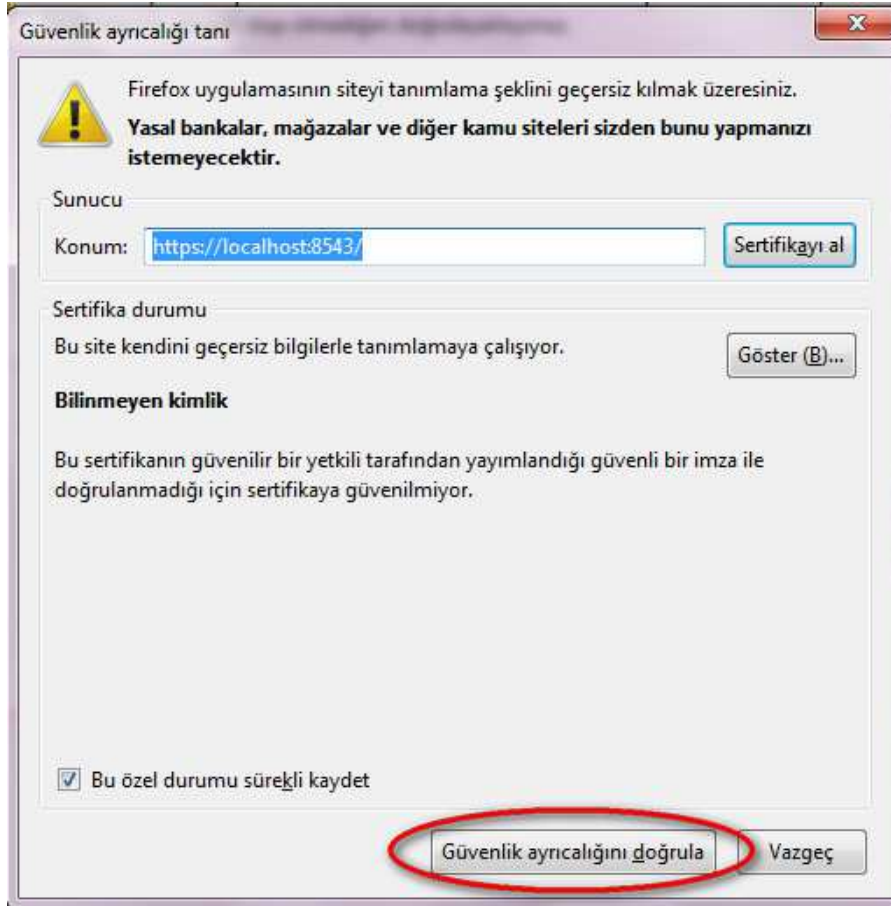 Güvenlik ayrıcalığı tanı
Firefox uygulamasının siteyi tanımlama şeklini geçersiz kılmak üzeresiniz.
Yasal bankalar, mağazalar ve diğer kamu siteleri sizden bunu yapmanızı
istemeyecektir.
Sunucu
Konum: https://localhost:8543/ Sertifikayı al
Sertifika durumu
Bu site kendini geçersiz bilgilerle tanımlamaya çalışıyor. Göster (B)...
Bilinmeyen kimlik
Bu sertifikanın güvenilir bir yetkili tarafından yayımlandığı güvenli bir imza ile
doğrulanmadığı için sertifikaya güvenilmiyor.
Bu özel durumu sürekli kaydet
Güvenlik ayrıcalığını doğrula Vazgeç